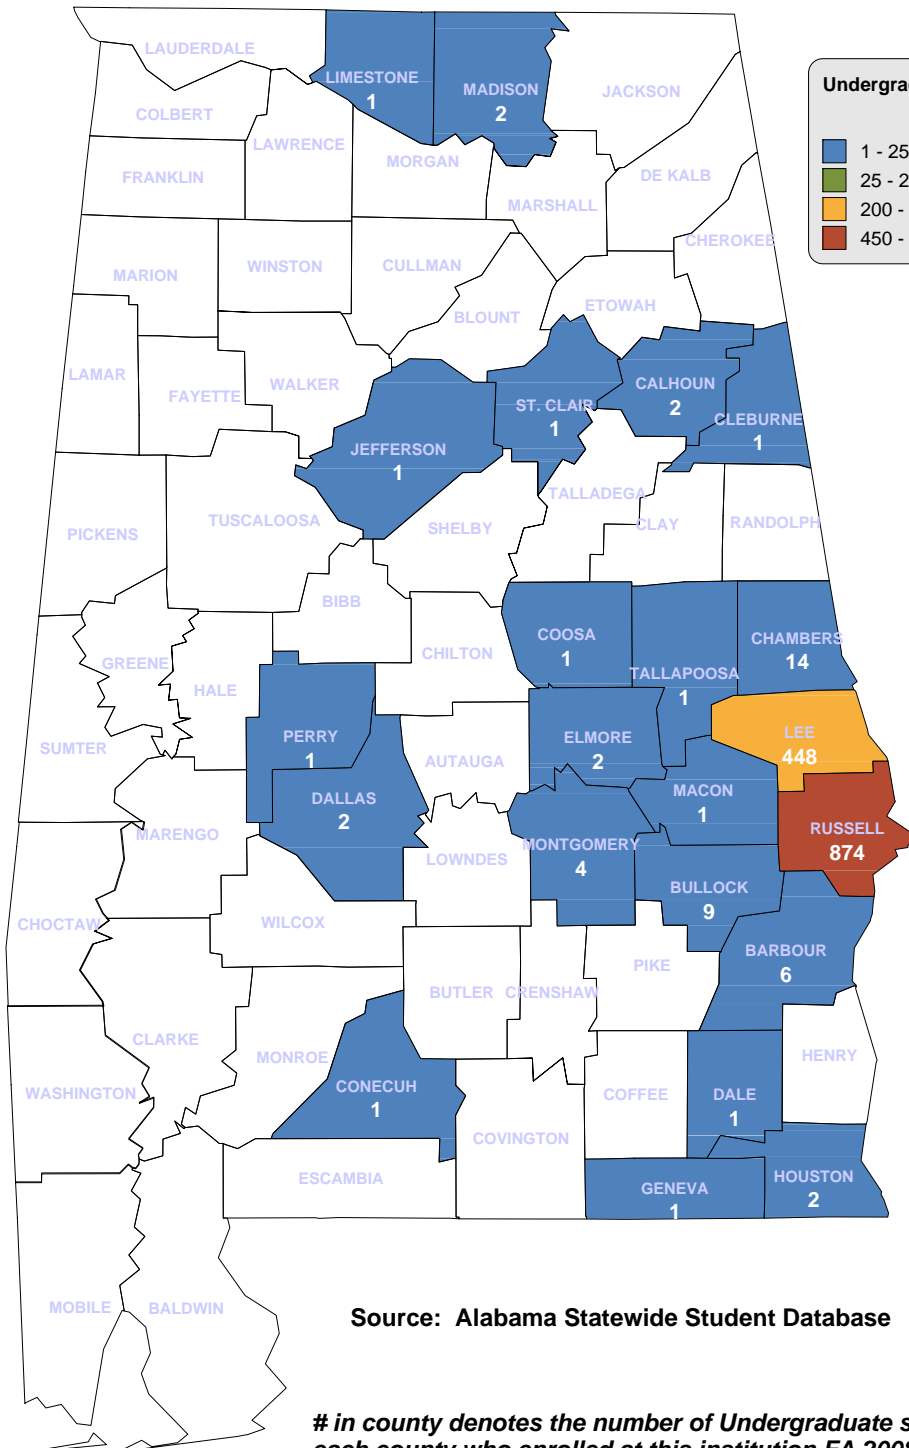 LAUDERDALE
LIMESTONE
1
MADISON
2
JACKSON
COLBERT
LAWRENCE
MORGAN
FRANKLIN
DE KALB
MARSHALL
CHEROKEE
MARION
WINSTON
CULLMAN
BLOUNT
ETOWAH
LAMAR
FAYETTE
WALKER
JEFFERSON
1
ST. CLAIR
1
CALHOUN
2
CLEBURNE
1
PICKENS
TUSCALOOSA
SHELBY
TALLADEGA
CLAY
RANDOLPH
BIBB
GREENE
HALE
CHILTON
COOSA
1
TALLAPOOSA
1
CHAMBERS
14
SUMTER
PERRY
1
AUTAUGA
ELMORE
2
LEE
448
DALLAS
2
MACON
1
RUSSELL
874
MARENGO
LOWNDES
MONTGOMERY
4
BULLOCK
9
CHOCTAW
WILCOX
BARBOUR
6
PIKE
BUTLER
CRENSHAW
CLARKE
MONROE
HENRY
WASHINGTON
CONECUH
1
COFFEE
DALE
1
COVINGTON
ESCAMBIA
GENEVA
1
HOUSTON
2
MOBILE
BALDWIN
1 - 25
25 - 2
200 -
450 -
Source: Alabama Statewide Student Database
# in county denotes the number of Undergraduate